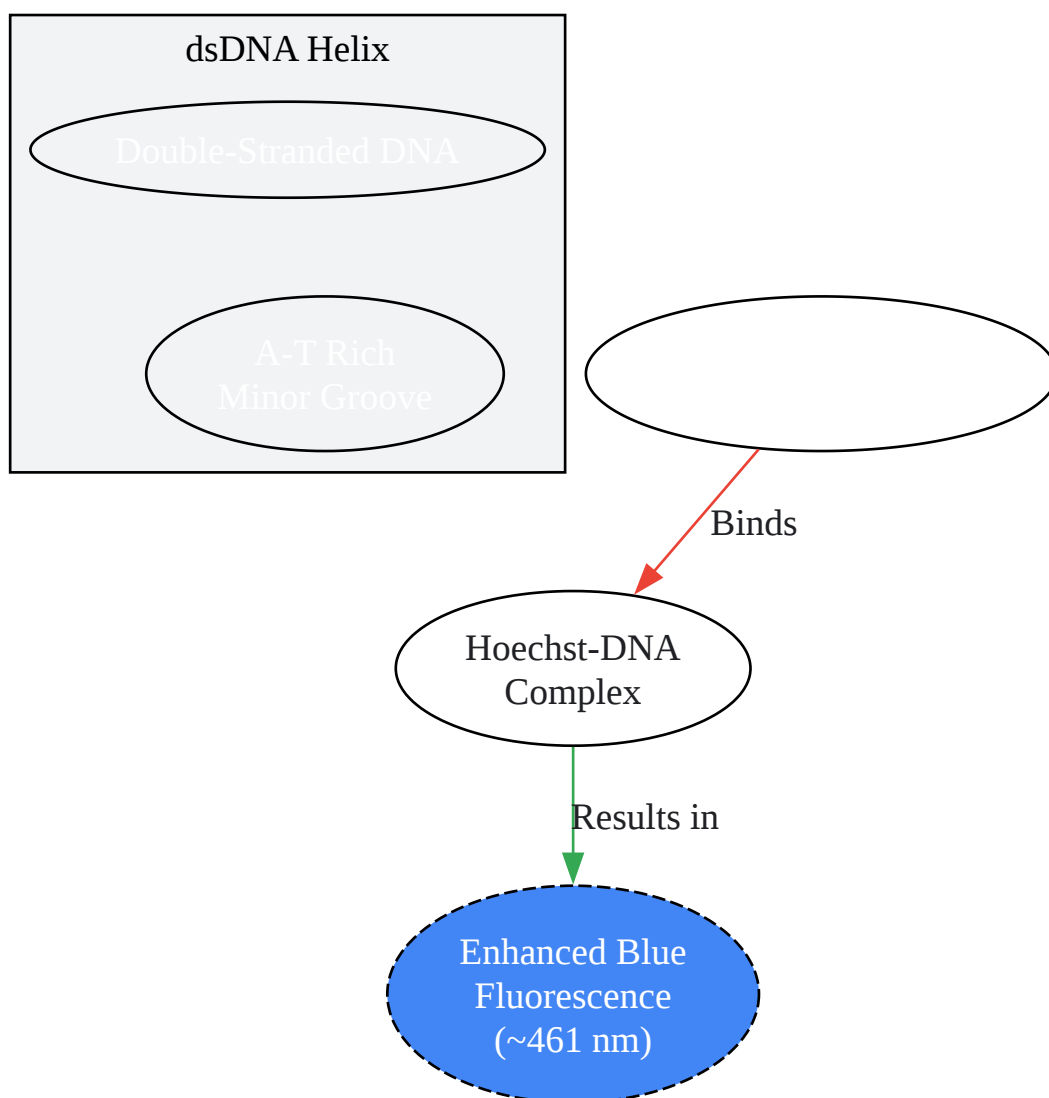 dsDNA Helix
Double-Stranded DNA
A-T Rich
Minor Groove
Binds
Hoechst-DNA
Complex
Results in
Enhanced Blue
Fluorescence
(~461 nm)